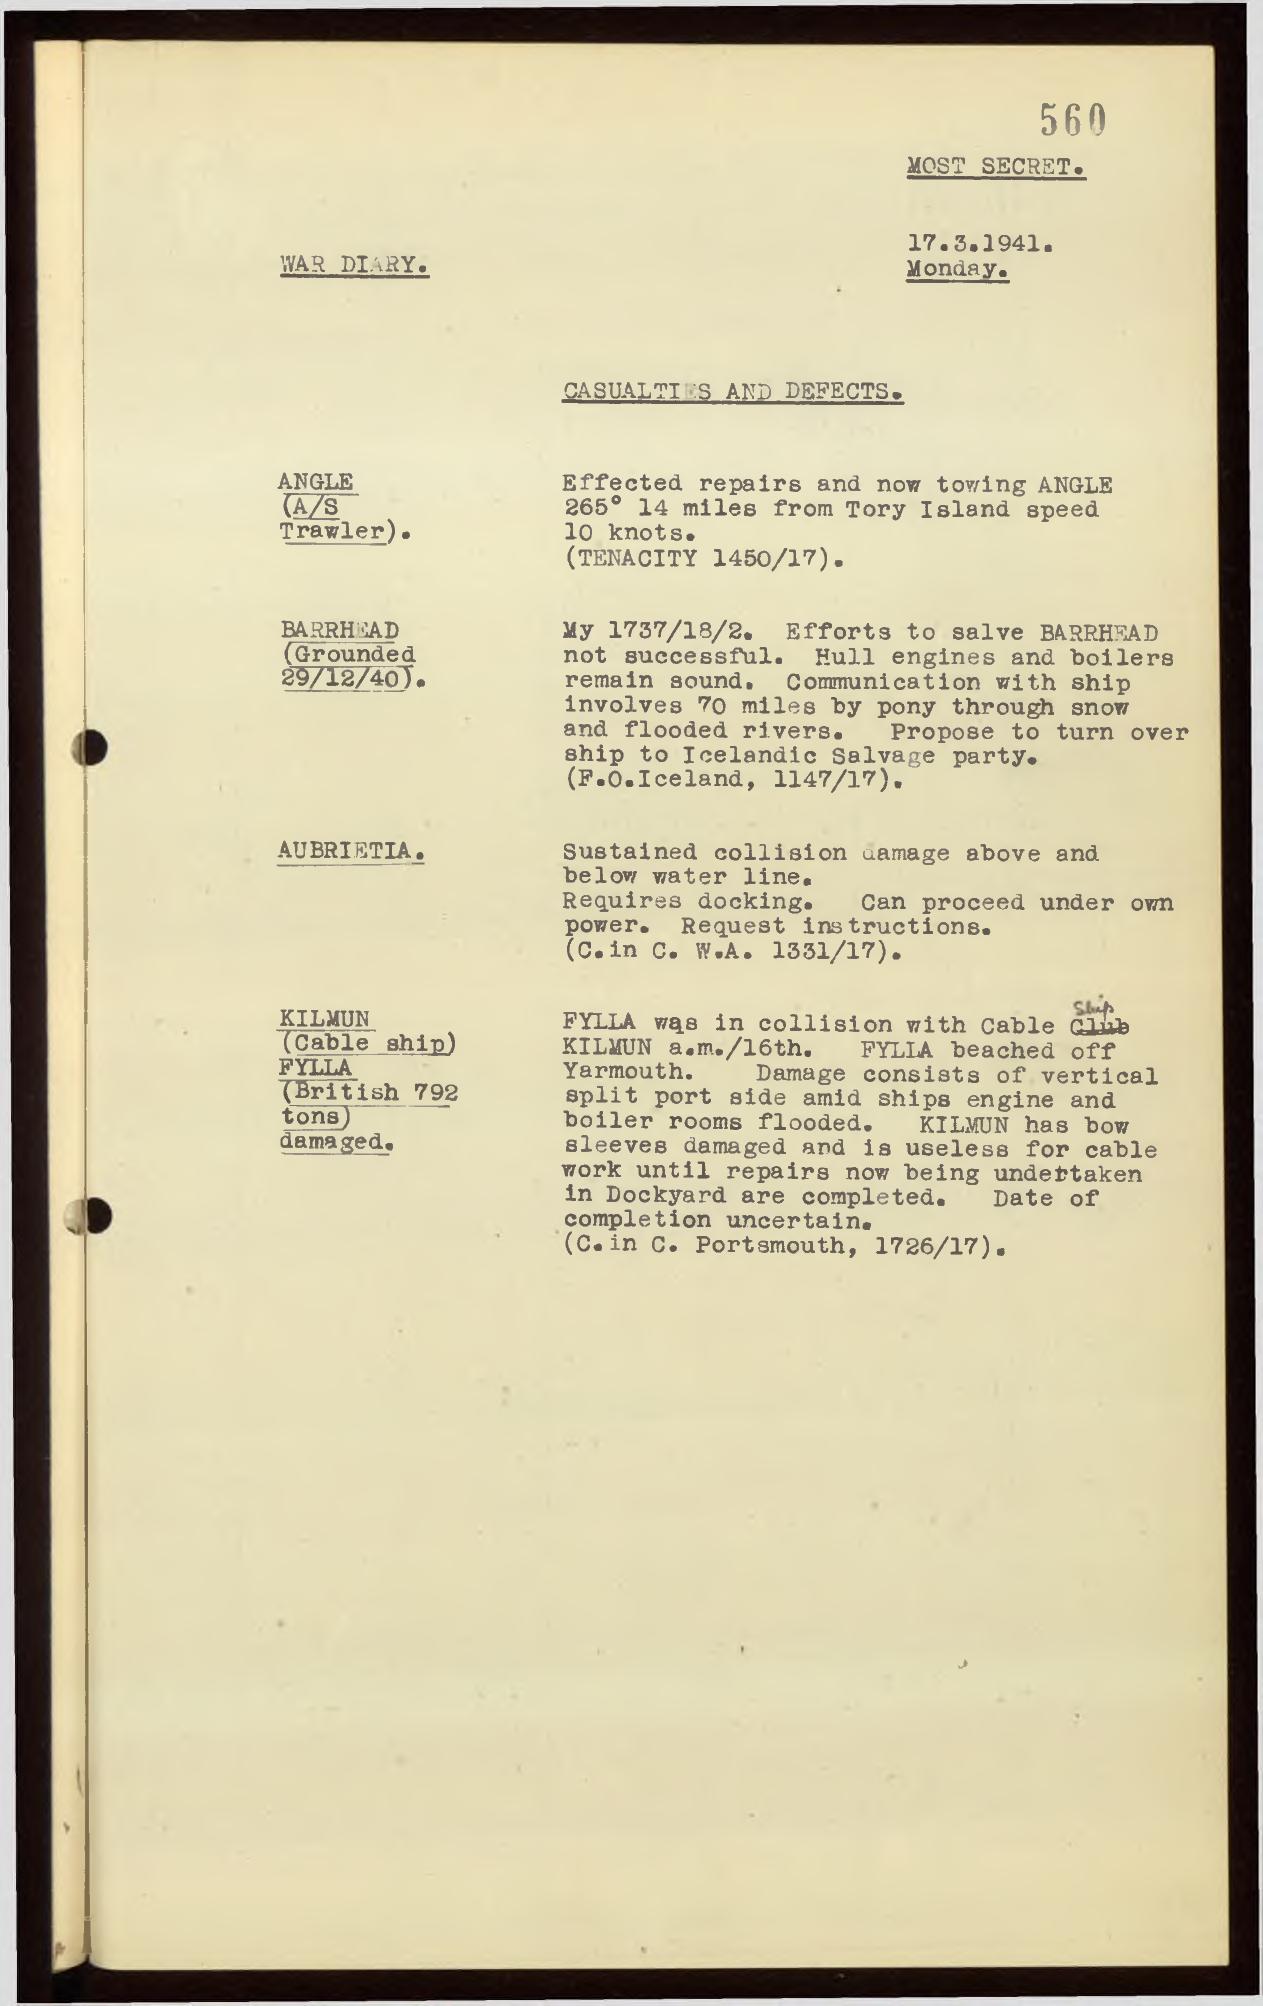 560
MOST SECRET.
17.3.1941.
Monday.
WAR DIARY.
CASUALTIES AND DEFECTS.
ANGLE
(A/S
Trawler).
Effected repairs and now towing ANGLE
265° 14 miles from Tory Island speed
10 knots.
(TENACITY 1450/17).
BARRHEAD
(Grounded
29/12/40).
My 1737/18/2. Efforts to salve BARRHEAD
not successful. Hull engines and boilers
remain sound. Communication with ship
involves 70 miles by pony through snow
and flooded rivers. Propose to turn over
ship to Icelandic Salvage party.
(F.O.Iceland, 1147/17).
AUBRIETIA.
Sustained collision damage above and
below water line.
Requires docking. Can proceed under own
power. Request instructions.
(C.in C. W.A. 1331/17).
KILMUN
(Cable ship)
FYLLA
(British 792
tons)
damaged.
Ship
FYLLA was in collision with Cable Club
KILMUN a.m./16th. FYLLA beached off
Yarmouth. Damage consists of vertical
split port side amid ships engine and
boiler rooms flooded. KILMUN has bow
sleeves damaged and is useless for cable
work until repairs now being undertaken
in Dockyard are completed. Date of
completion uncertain.
(C.in C. Portsmouth, 1726/17).